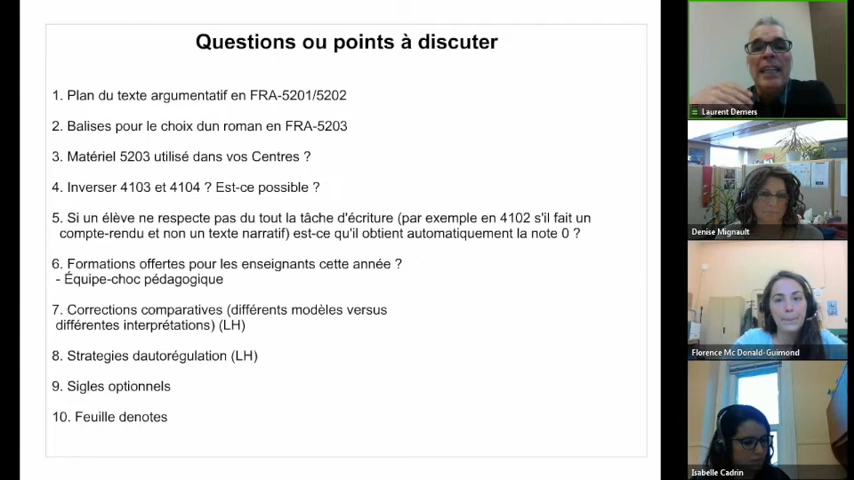 Questions ou points à discuter
1. Plan du texte argumentatif en FRA-5201/5202
2. Balises pour le choix dun roman en FRA-5203
3. Matériel 5203 utilisé dans vos Centres ?
4. Inverser 4103 et 4104 ? Est-ce possible ?
5. Si un élève ne respecte pas du tout la tâche d'écriture (par exemple en 4102 s'il fait un
compte-rendu et non un texte narratif) est-ce qu'il obtient automatiquement la note 0 ?
6. Formations offertes pour les enseignants cette année ?
- Équipe-choc pédagogique
7. Corrections comparatives (différents modèles versus
différentes interprétations) (LH)
8. Strategies dautorégulation (LH)
9. Sigles optionnels
10. Feuille denotes
Laurent Demers
Denise Mignault
Florence Mc Donald-Guimond
Isabelle Cadrin